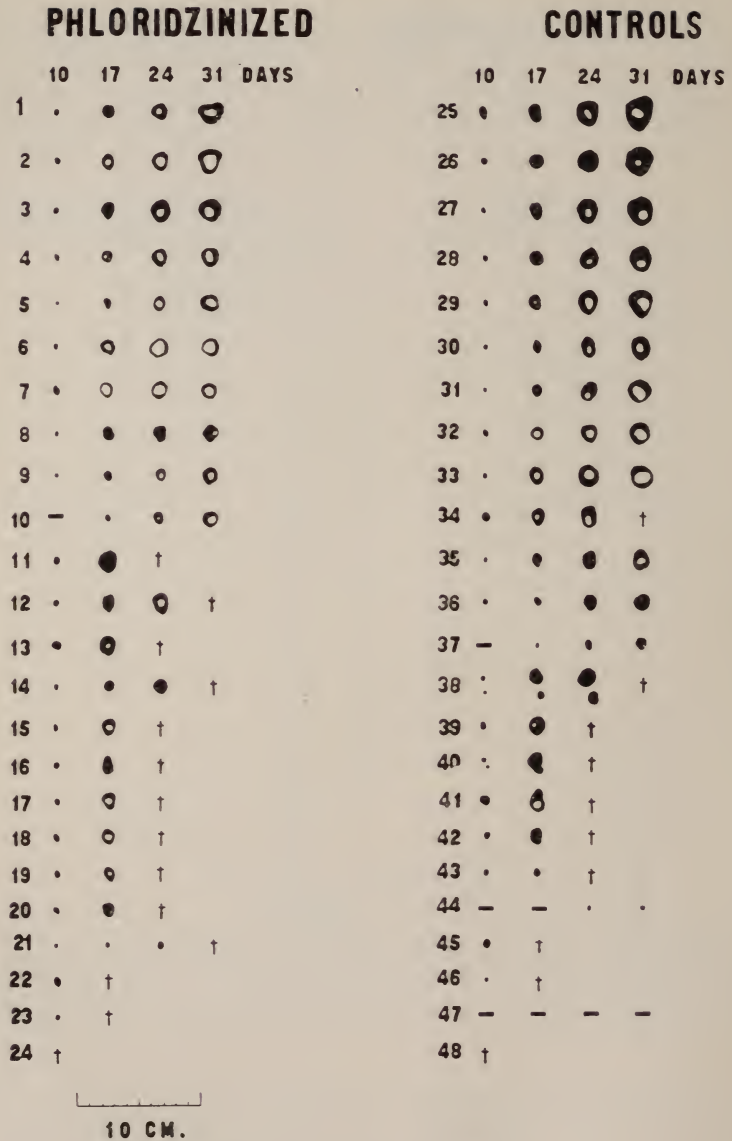 PHLORIDZINIZED CONTROLS
10 17 24 31 DAYS 10 17 24 31 DAYS
1 25
2 26
3 27
4 28
5 29
6 30
7 31
8 32
9 33
10 – 34 †
11 † 35
12 † 36
13 † 37 –
14 † 38 †
15 † 39 †
16 † 40 †
17 † 41 †
18 † 42 †
19 † 43 †
20 † 44 – –
21 † 45 †
22 † 46 †
23 † 47 – – – –
24 † 48 †
10 CM.